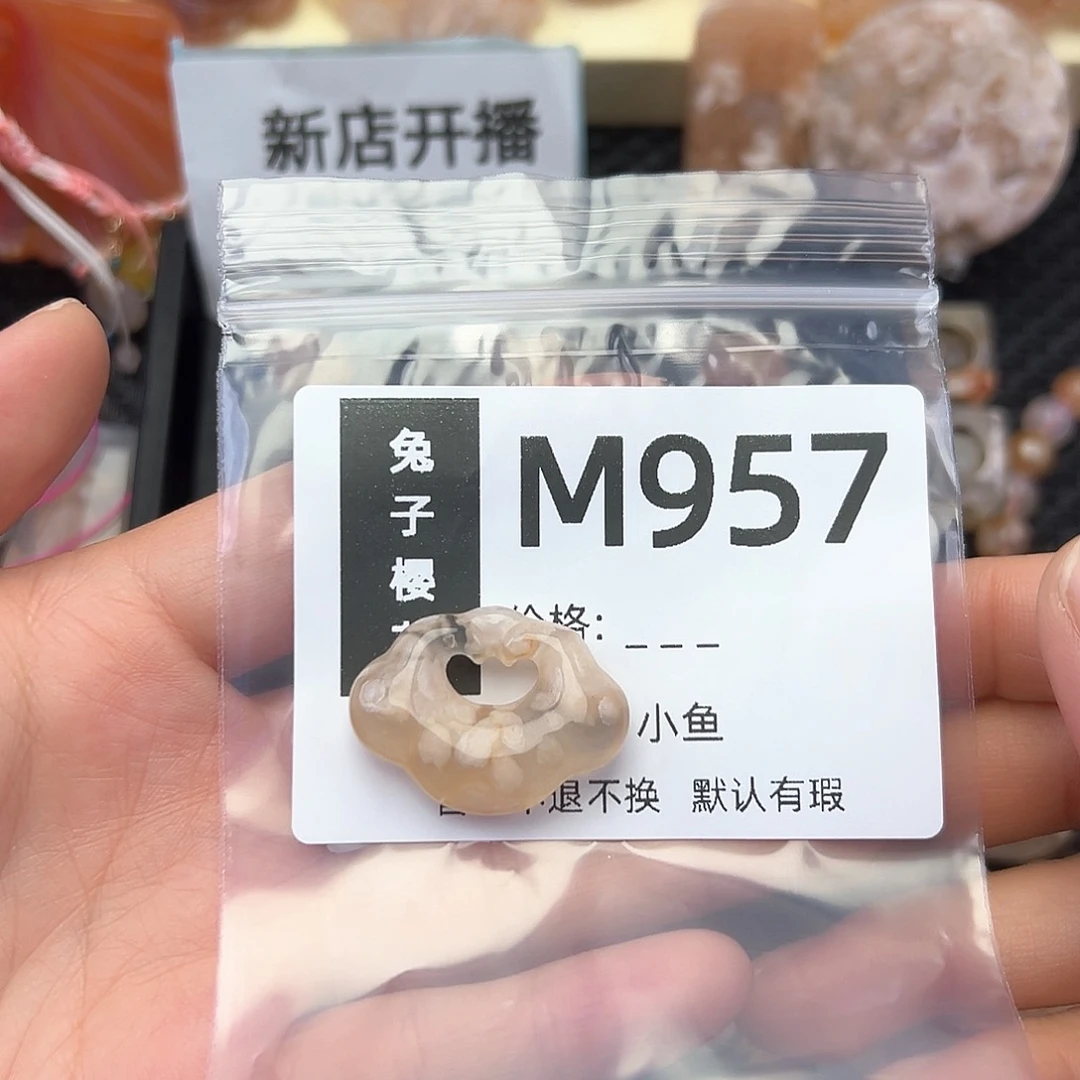 新店开播
兔子樱
M957
价格：_ _ _
小鱼
不退不换 默认有瑕